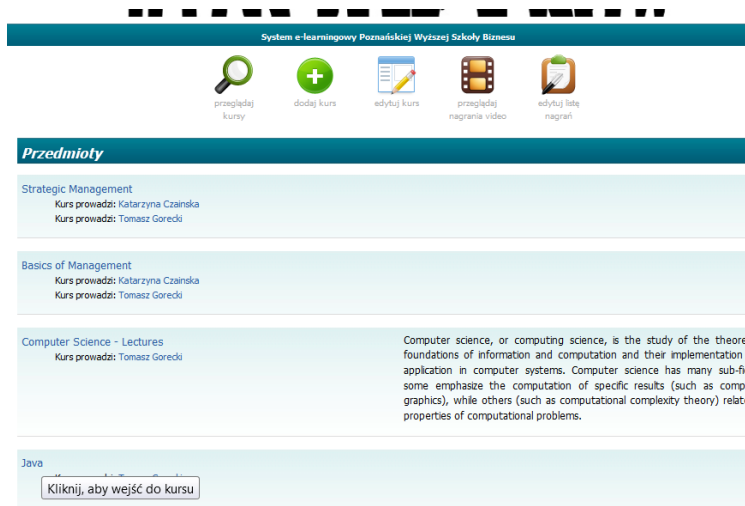 System e-learningowy Poznańskiej Wyższej Szkoły Biznesu
przeglądaj kursy
dodaj kurs
edytuj kurs
przeglądaj nagrania video
edytuj listę nagrań
Przedmioty
Strategic Management
Kurs prowadzi: Katarzyna Czainska
Kurs prowadzi: Tomasz Gorecki
Basics of Management
Kurs prowadzi: Katarzyna Czainska
Kurs prowadzi: Tomasz Gorecki
Computer Science - Lectures
Kurs prowadzi: Tomasz Gorecki
Computer science, or computing science, is the study of the theore
foundations of information and computation and their implementation
application in computer systems. Computer science has many sub-fi
some emphasize the computation of specific results (such as comp
graphics), while others (such as computational complexity theory) relat
properties of computational problems.
Java
Kliknij, aby wejść do kursu